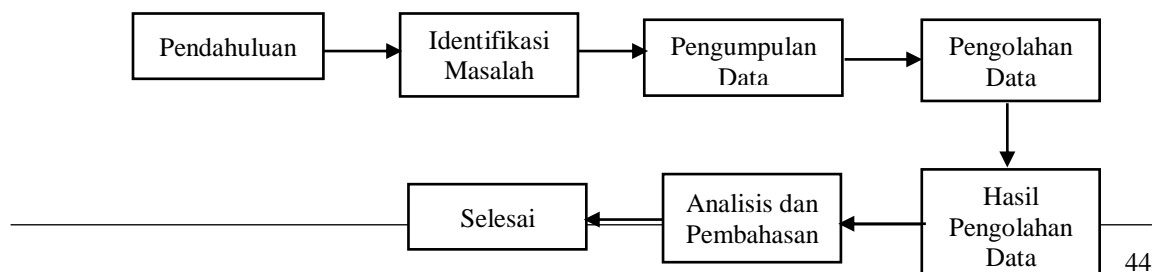 Pendahuluan
Identifikasi
Masalah
Pengumpulan
Data
Pengolahan
Data
Hasil
Pengolahan
Data
Analisis dan
Pembahasan
Selesai
44